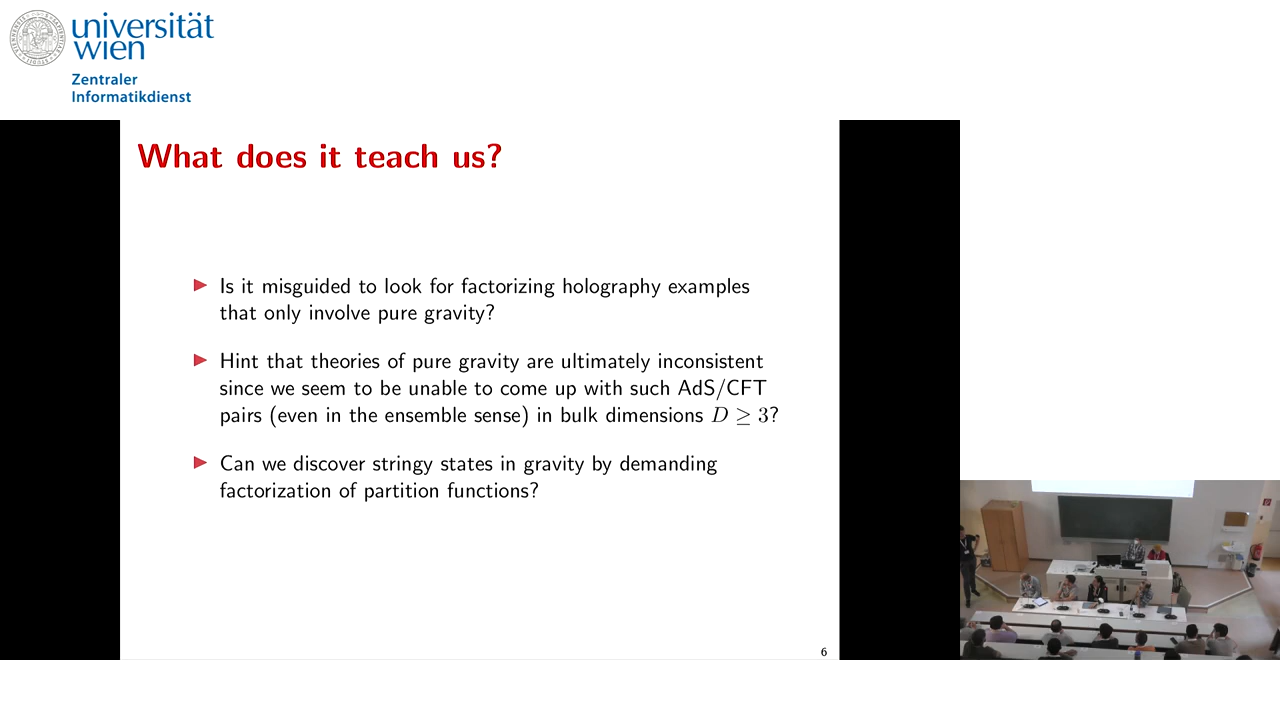 universität
wien
Zentraler
Informatikdienst
What does it teach us?
▶ Is it misguided to look for factorizing holography examples
that only involve pure gravity?
▶ Hint that theories of pure gravity are ultimately inconsistent
since we seem to be unable to come up with such AdS/CFT
pairs (even in the ensemble sense) in bulk dimensions D ≥ 3?
▶ Can we discover stringy states in gravity by demanding
factorization of partition functions?
6